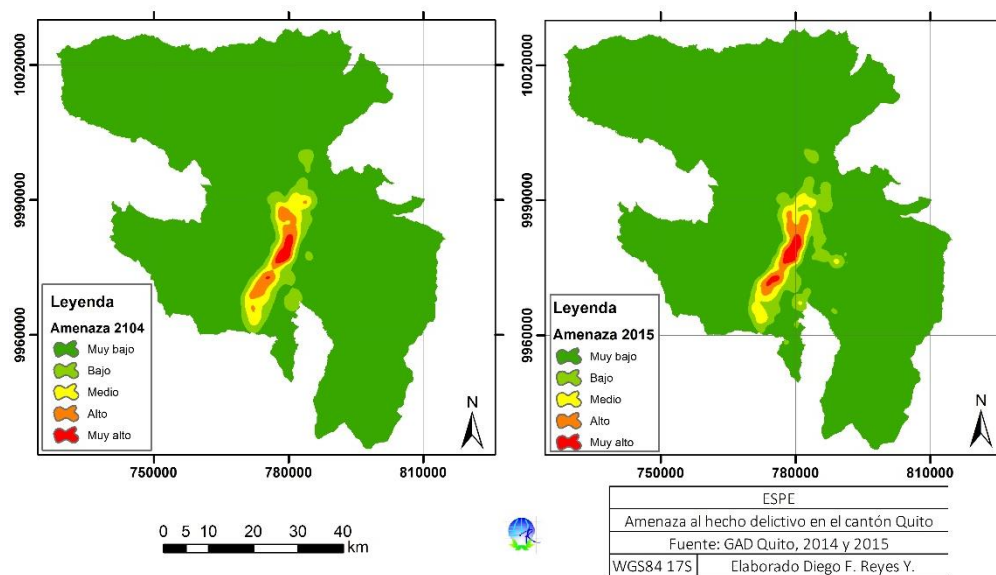 10020000
9990000
9960000
Leyenda
Amenaza 2104
Muy bajo
Bajo
Medio
Alto
Muy alto
N
750000
780000
810000
10020000
9990000
9960000
Leyenda
Amenaza 2015
Muy bajo
Bajo
Medio
Alto
Muy alto
N
750000
780000
810000
0 5 10 20 30 40
km
ESPE
Amenaza al hecho delictivo en el cantón Quito
Fuente: GAD Quito, 2014 y 2015
WGS84 17S Elaborado Diego F. Reyes Y.